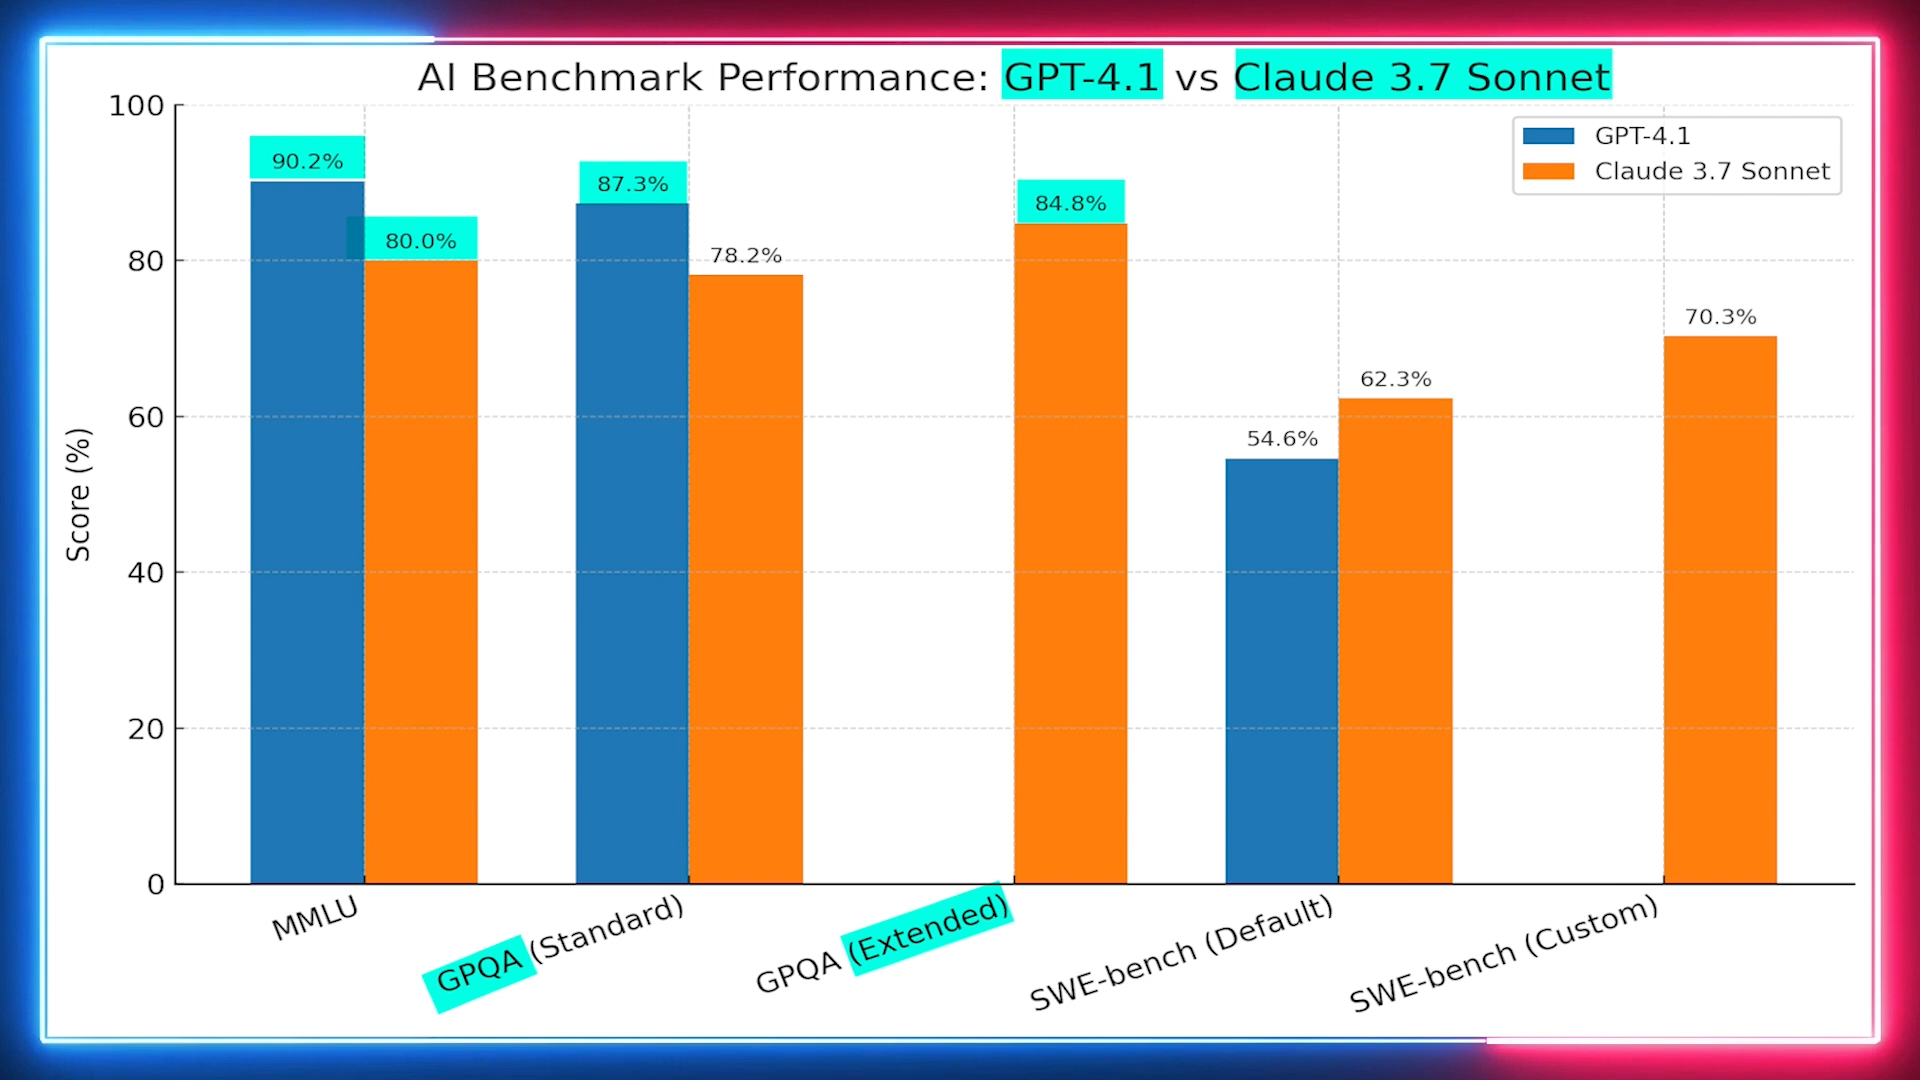 AI Benchmark Performance: GPT-4.1 vs Claude 3.7 Sonnet
GPT-4.1
Claude 3.7 Sonnet
Score (%)
100
80
60
40
20
0
90.2%
80.0%
87.3%
78.2%
84.8%
54.6%
62.3%
70.3%
MMLU
GPQA (Standard)
GPQA (Extended)
SWE-bench (Default)
SWE-bench (Custom)